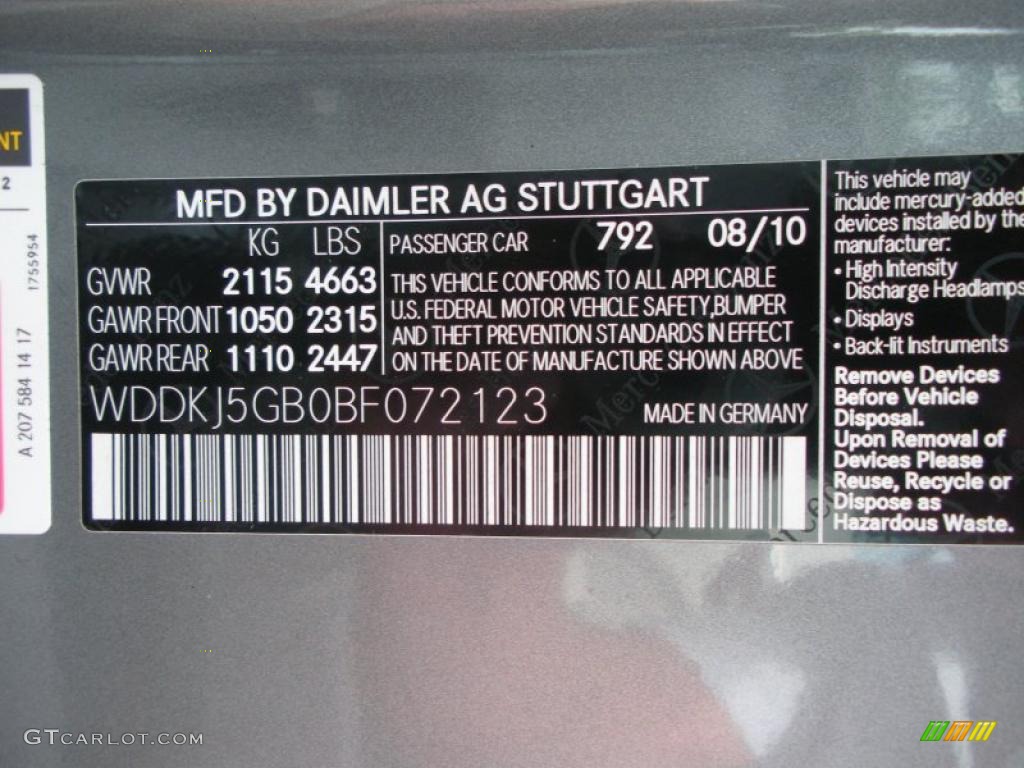 NT
2
1755954
A 207 584 14 17
MFD BY DAIMLER AG STUTTGART
KG LBS
GVWR 2115 4663
GAWR FRONT 1050 2315
GAWR REAR 1110 2447
PASSENGER CAR 792 08/10
THIS VEHICLE CONFORMS TO ALL APPLICABLE
U.S. FEDERAL MOTOR VEHICLE SAFETY,BUMPER
AND THEFT PREVENTION STANDARDS IN EFFECT
ON THE DATE OF MANUFACTURE SHOWN ABOVE
WDDKJ5GB0BF072123
MADE IN GERMANY
This vehicle may
include mercury-added
devices installed by the
manufacturer:
• High Intensity
Discharge Headlamps
• Displays
• Back-lit Instruments
Remove Devices
Before Vehicle
Disposal.
Upon Removal of
Devices Please
Reuse, Recycle or
Dispose as
Hazardous Waste.
GTCARLOT.COM